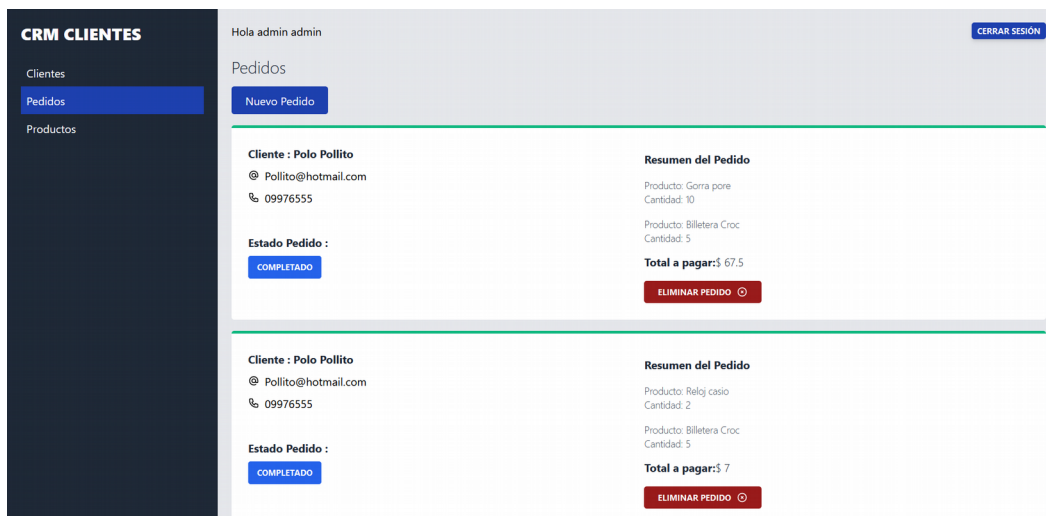 CRM CLIENTES
Clientes
Pedidos
Productos
Hola admin admin
CERRAR SESIÓN
Pedidos
Nuevo Pedido
Cliente : Polo Pollito
Pollito@hotmail.com
09976555
Estado Pedido :
COMPLETADO
Resumen del Pedido
Producto: Gorra pore
Cantidad: 10
Producto: Billetera Croc
Cantidad: 5
Total a pagar:$ 67.5
ELIMINAR PEDIDO
Cliente : Polo Pollito
Pollito@hotmail.com
09976555
Estado Pedido :
COMPLETADO
Resumen del Pedido
Producto: Reloj casio
Cantidad: 2
Producto: Billetera Croc
Cantidad: 5
Total a pagar:$ 7
ELIMINAR PEDIDO